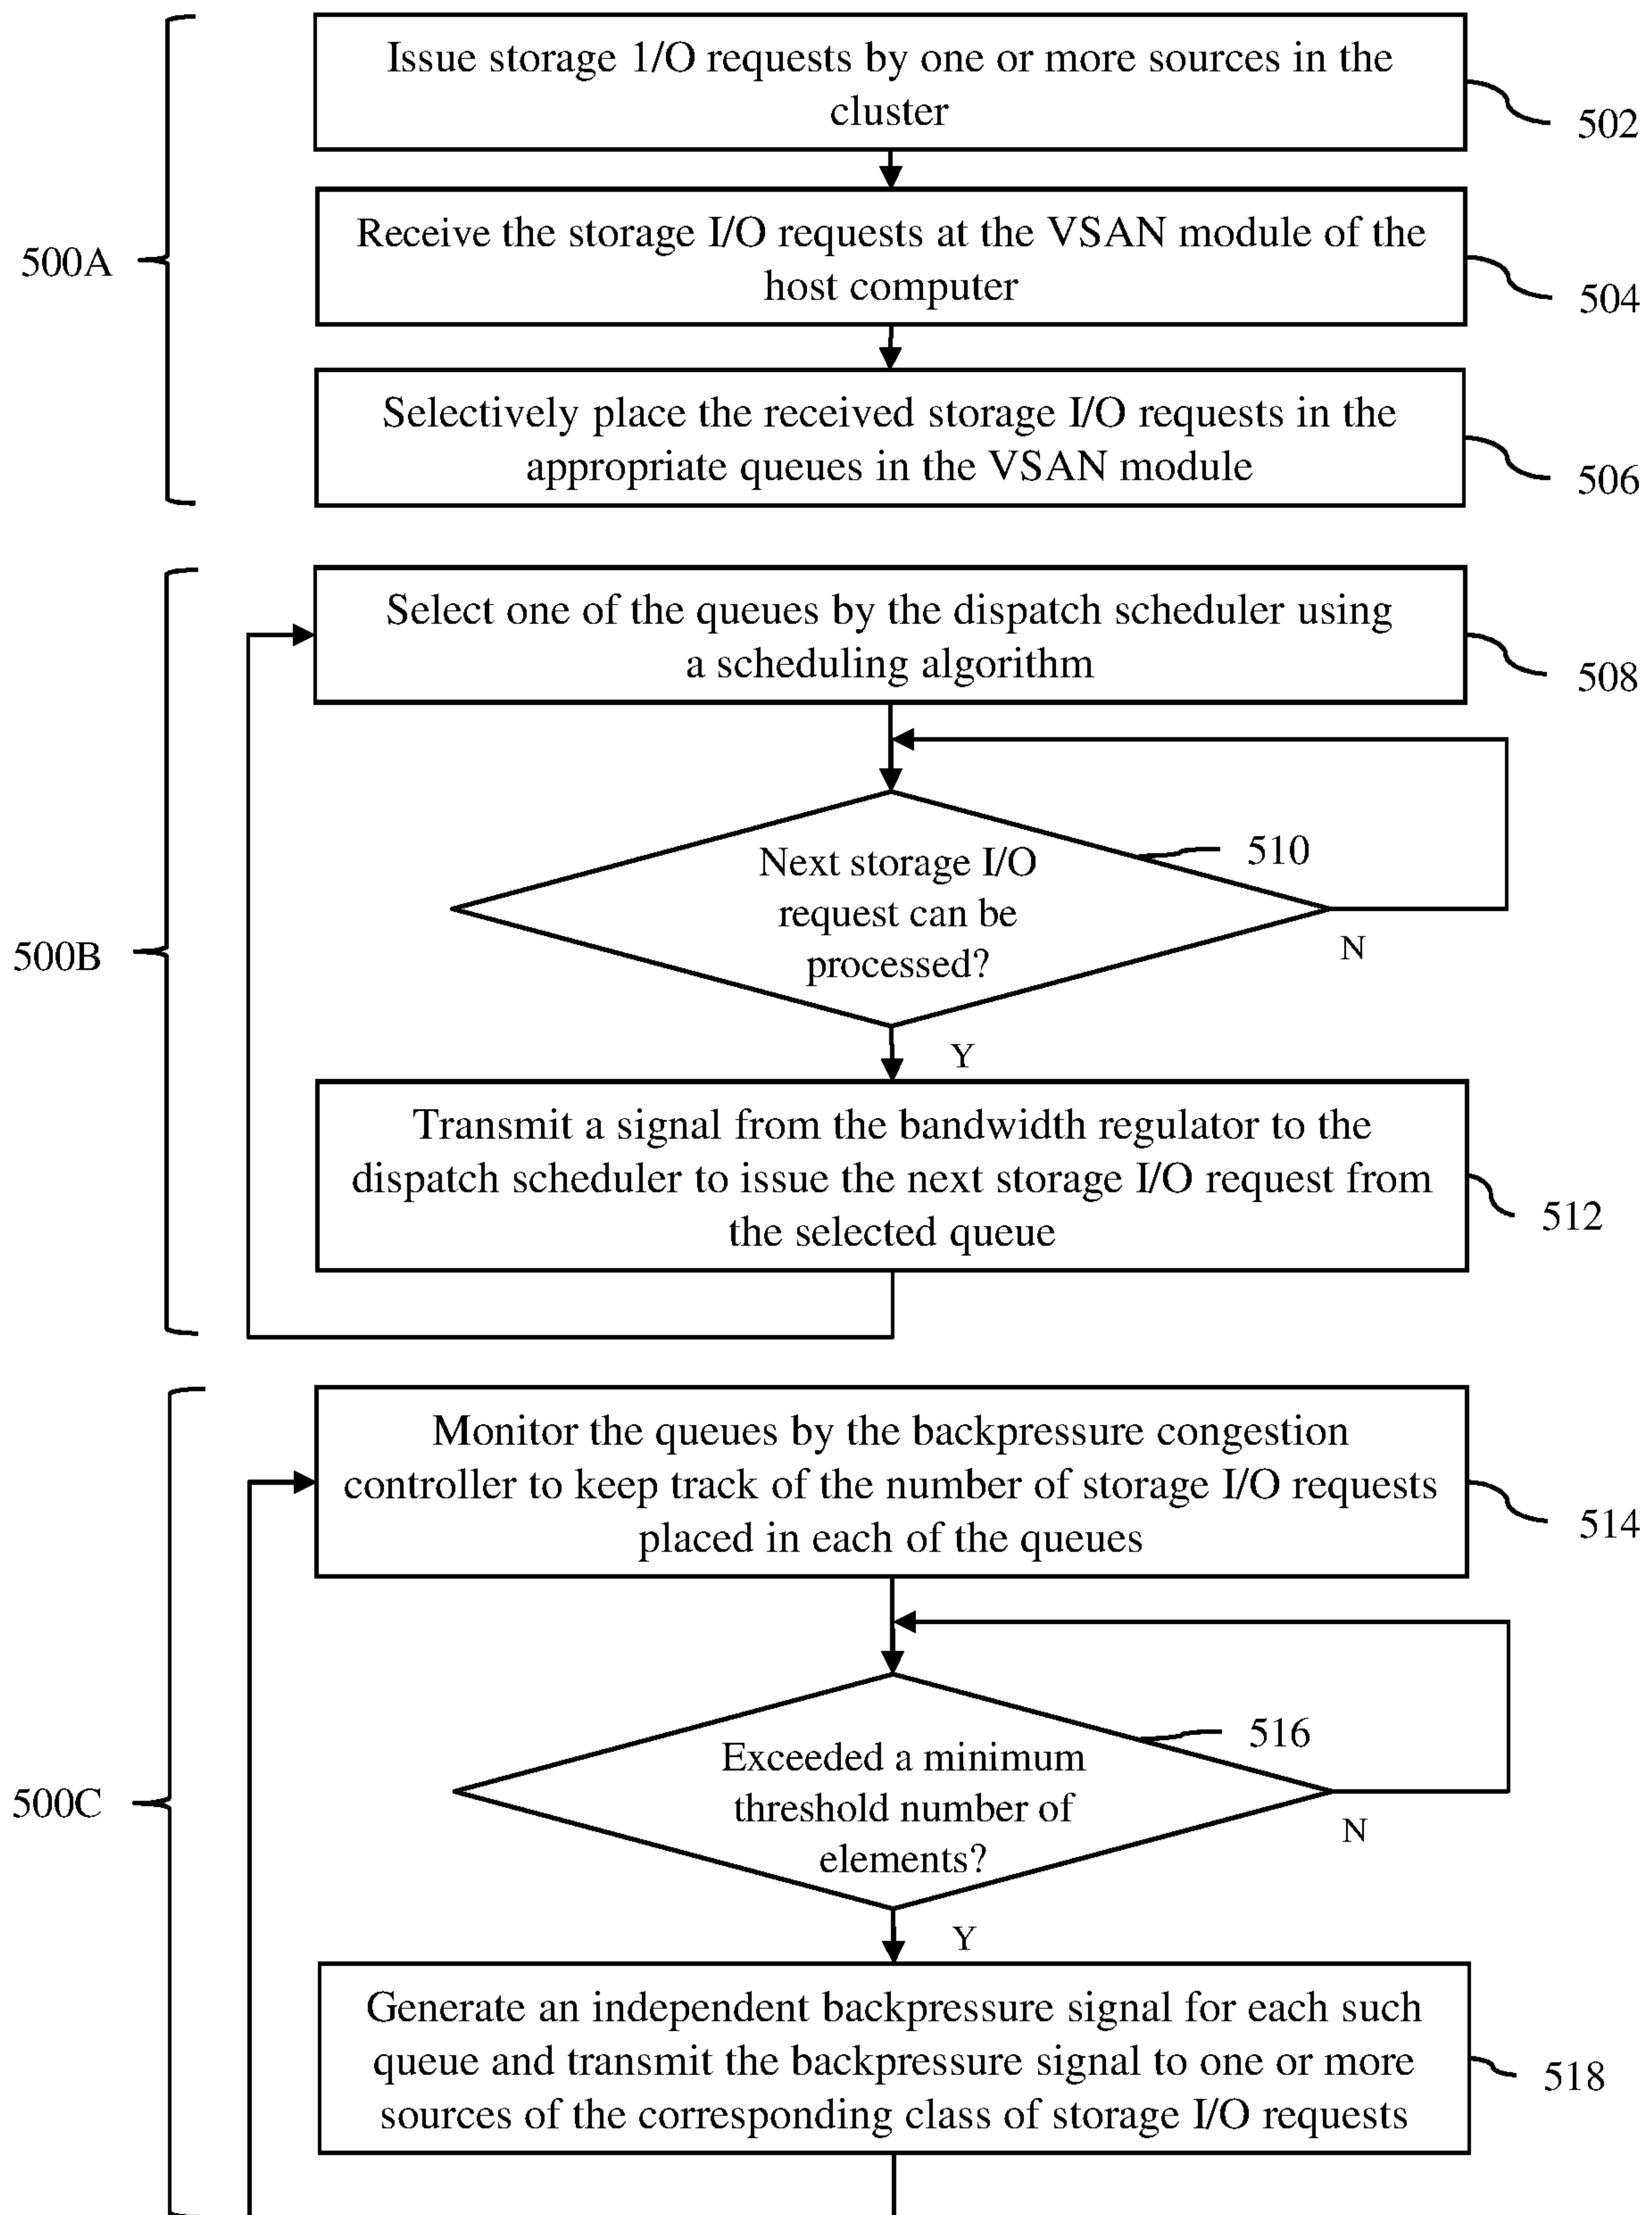 Issue storage 1/O requests by one or more sources in the
cluster
502
500A
Receive the storage I/O requests at the VSAN module of the
host computer
504
Selectively place the received storage I/O requests in the
appropriate queues in the VSAN module
506
Select one of the queues by the dispatch scheduler using
a scheduling algorithm
508
500B
Next storage I/O
request can be
processed?
510
N
Y
Transmit a signal from the bandwidth regulator to the
dispatch scheduler to issue the next storage I/O request from
the selected queue
512
Monitor the queues by the backpressure congestion
controller to keep track of the number of storage I/O requests
placed in each of the queues
514
500C
Exceeded a minimum
threshold number of
elements?
516
N
Y
Generate an independent backpressure signal for each such
queue and transmit the backpressure signal to one or more
sources of the corresponding class of storage I/O requests
518